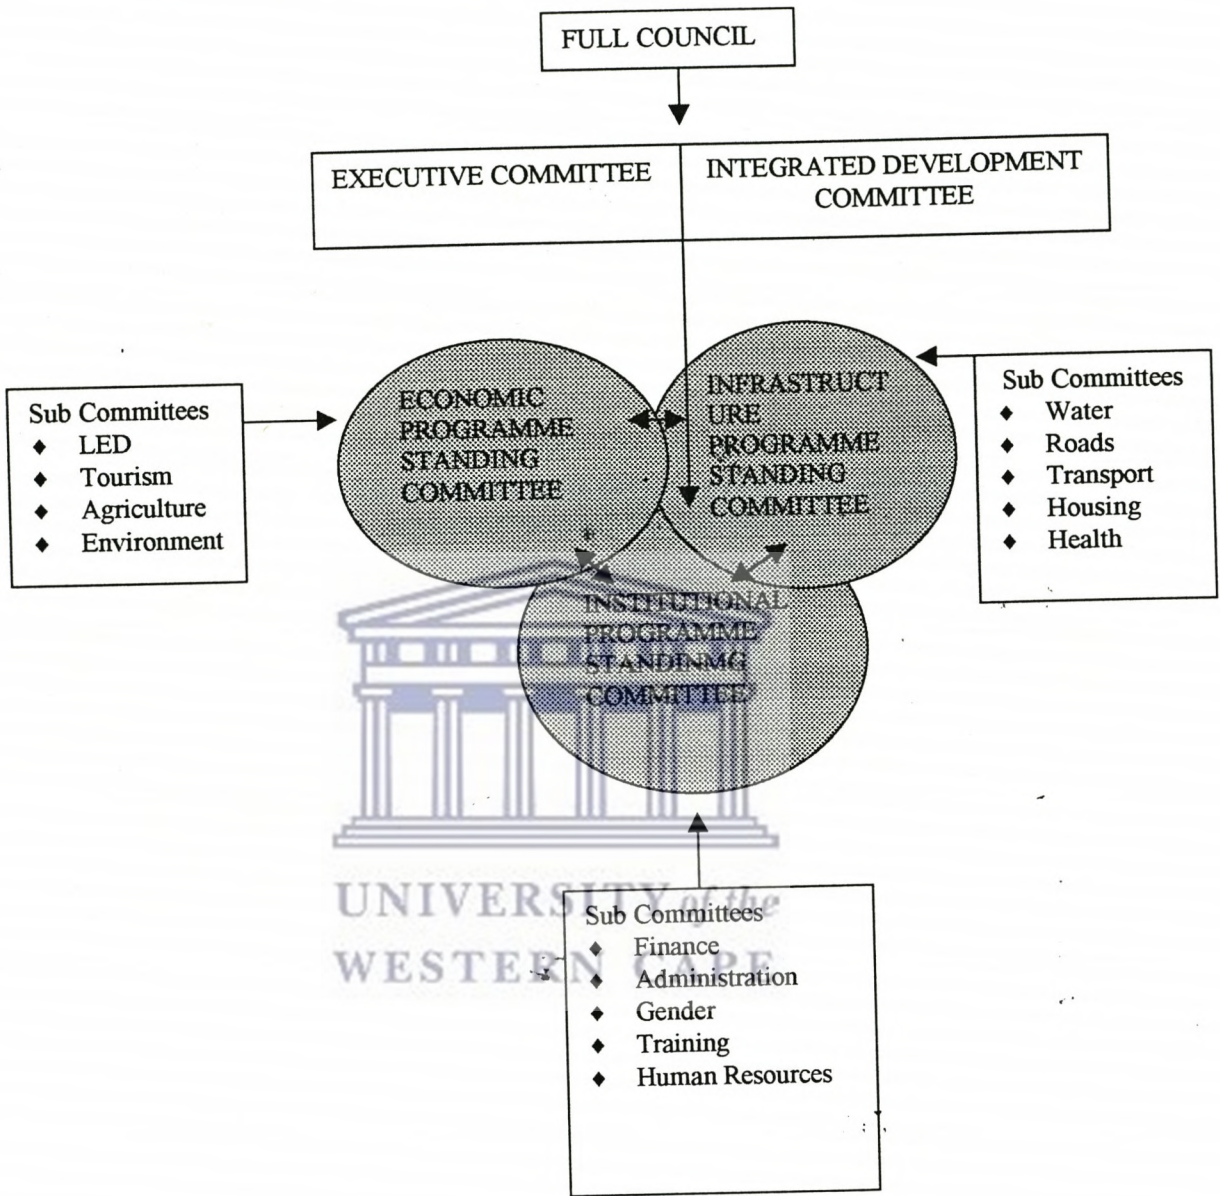 FULL COUNCIL
EXECUTIVE COMMITTEE
INTEGRATED DEVELOPMENT
COMMITTEE
ECONOMIC
PROGRAMME
STANDING
COMMITTEE
INFRASTRUCT
URE
PROGRAMME
STANDING
COMMITTEE
Sub Committees
♦ LED
♦ Tourism
♦ Agriculture
♦ Environment
Sub Committees
♦ Water
♦ Roads
♦ Transport
♦ Housing
♦ Health
INSTITUTIONAL
PROGRAMME
STANDINMG
COMMITTEE
UNIVERSITY of the
WESTERN CAPE
Sub Committees
♦ Finance
♦ Administration
♦ Gender
♦ Training
♦ Human Resources